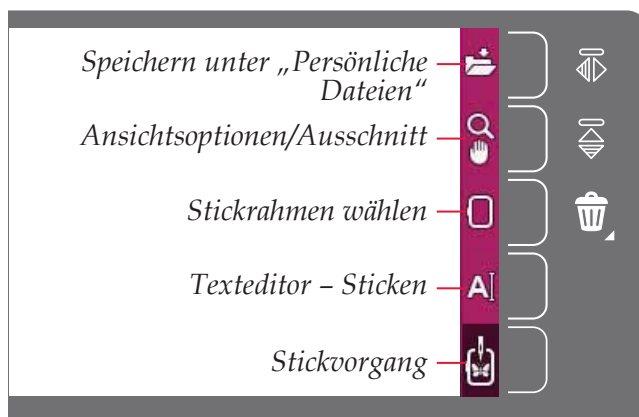 Speichern unter „Persönliche
Dateien“
Ansichtsoptionen/Ausschnitt
Stickrahmen wählen
Texteditor – Sticken
A
Stickvorgang